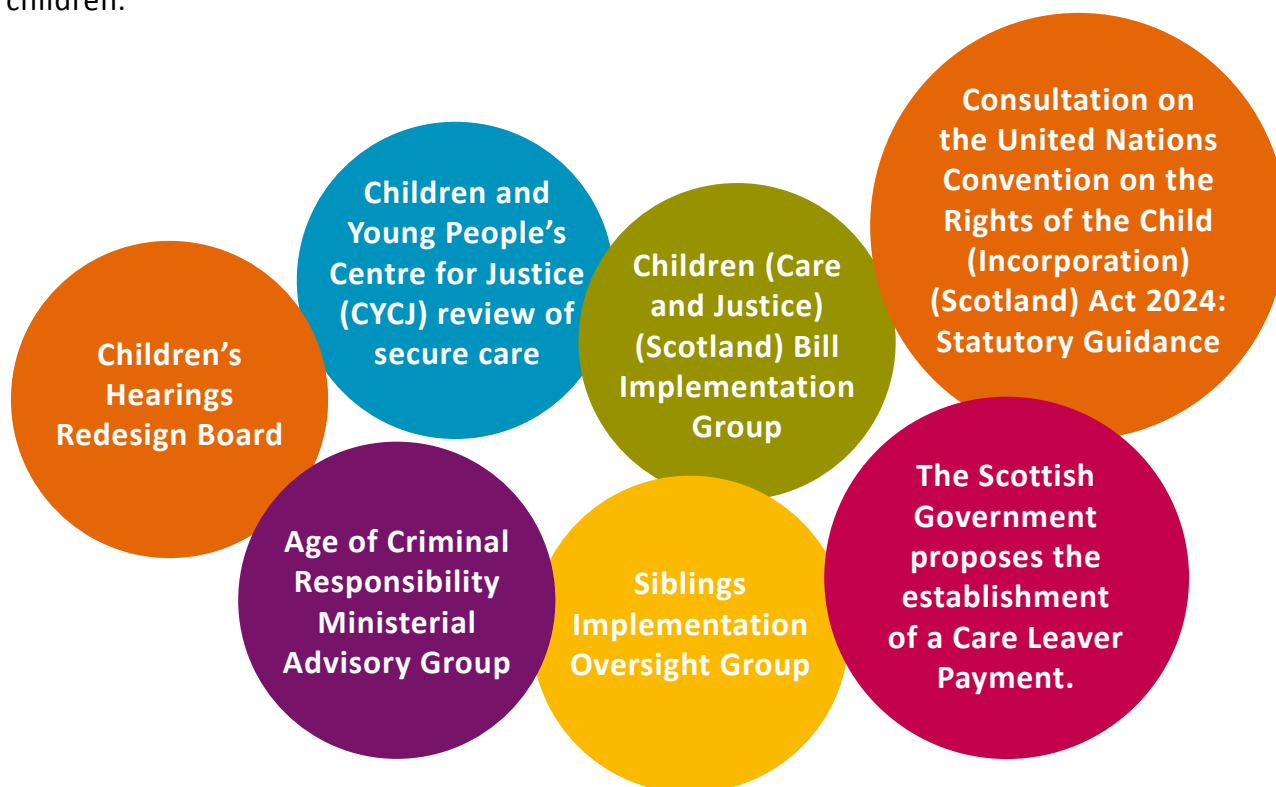 children.
Consultation on
the United Nations
Convention on the
Rights of the Child
(Incorporation)
(Scotland) Act 2024:
Statutory Guidance
Children and
Young People’s
Centre for Justice
(CYCJ) review of
secure care
Children (Care
and Justice)
(Scotland) Bill
Implementation
Group
Children’s
Hearings
Redesign Board
The Scottish
Government
proposes the
establishment
of a Care Leaver
Payment.
Age of Criminal
Responsibility
Ministerial
Advisory Group
Siblings
Implementation
Oversight Group